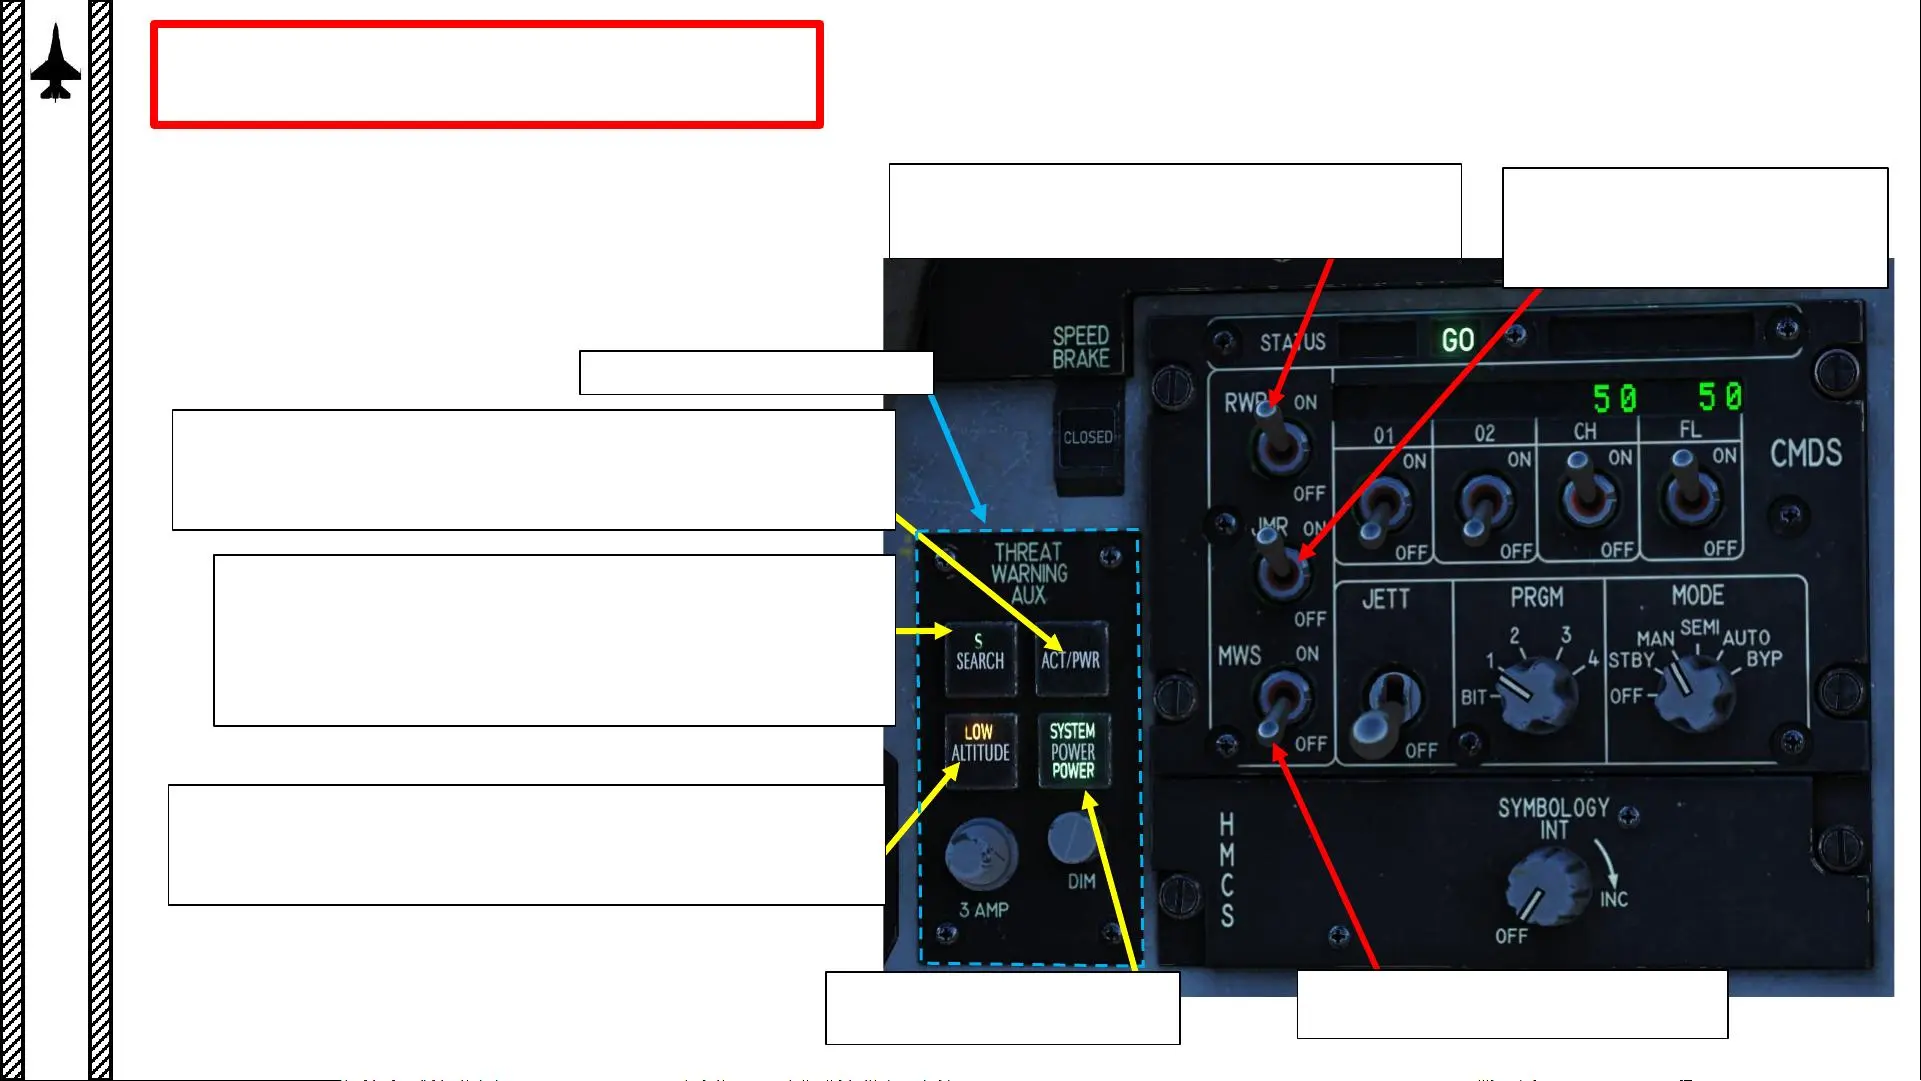 STATUS GO
SPEED
BRAKE
CLOSED
RWR ON
OFF
50 50
01 02 CH FL
ON ON ON ON
OFF OFF OFF OFF
CMDS
JMR ON
OFF
MWS ON
OFF
JETT
OFF
PRGM
BIT 1 2 3 4
MODE
OFF STBY MAN SEMI AUTO BYP
THREAT
WARNING
AUX
S
SEARCH
ACT/PWR
LOW
ALTITUDE
SYSTEM
POWER
POWER
3 AMP
DIM
HMCS
SYMBOLOGY
INT
INC
OFF